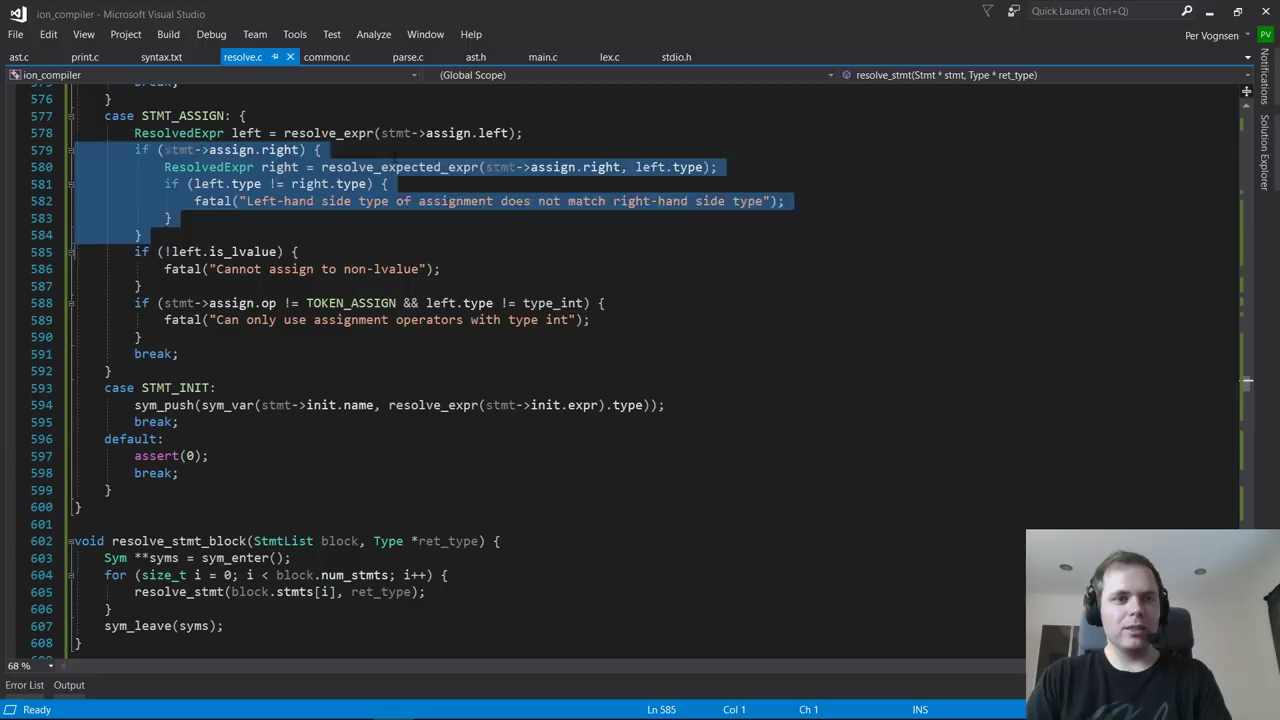 ion_compiler - Microsoft Visual Studio
Quick Launch (Ctrl+Q)
File Edit View Project Build Debug Team Tools Test Analyze Window Help
Per Vognsen PV
ast.c print.c syntax.txt resolve.c common.c parse.c ast.h main.c lex.c stdio.h
ion_compiler (Global Scope) resolve_stmt(Stmt * stmt, Type * ret_type)
576 }
577 case STMT_ASSIGN: {
578 ResolvedExpr left = resolve_expr(stmt->assign.left);
579 if (stmt->assign.right) {
580 ResolvedExpr right = resolve_expected_expr(stmt->assign.right, left.type);
581 if (left.type != right.type) {
582 fatal("Left-hand side type of assignment does not match right-hand side type");
583 }
584 }
585 if (!left.is_lvalue) {
586 fatal("Cannot assign to non-lvalue");
587 }
588 if (stmt->assign.op != TOKEN_ASSIGN && left.type != type_int) {
589 fatal("Can only use assignment operators with type int");
590 }
591 break;
592 }
593 case STMT_INIT:
594 sym_push(sym_var(stmt->init.name, resolve_expr(stmt->init.expr).type));
595 break;
596 default:
597 assert(0);
598 break;
599 }
600 }
601
602 void resolve_stmt_block(StmtList block, Type *ret_type) {
603 Sym **syms = sym_enter();
604 for (size_t i = 0; i < block.num_stmts; i++) {
605 resolve_stmt(block.stmts[i], ret_type);
606 }
607 sym_leave(syms);
608 }
68 %
Error List Output
Ready Ln 585 Col 1 Ch 1 INS
Notifications
Solution Explorer